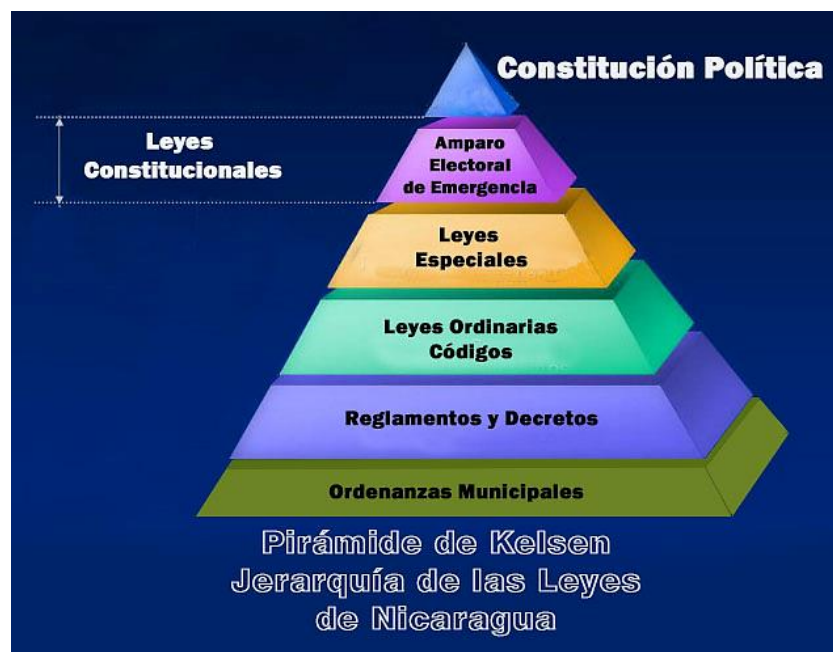 Constitución Política
Leyes
Constitucionales
Amparo
Electoral
de Emergencia
Leyes
Especiales
Leyes Ordinarias
Códigos
Reglamentos y Decretos
Ordenanzas Municipales
Pirámide de Kelsen
Jerarquía de las Leyes
de Nicaragua